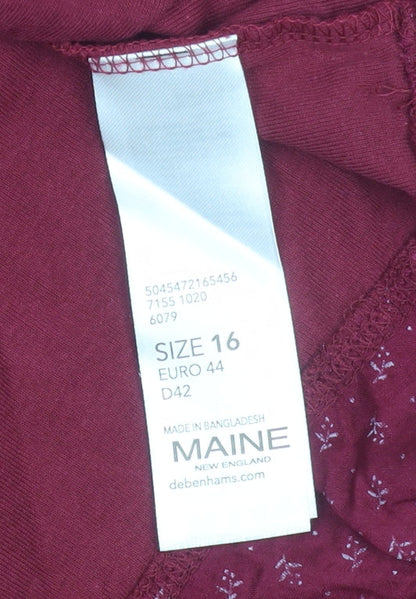 5045472165456
7155 1020
6079
SIZE 16
EURO 44
D42
MADE IN BANGLADESH
MAINE
NEW ENGLAND
debenhams.com